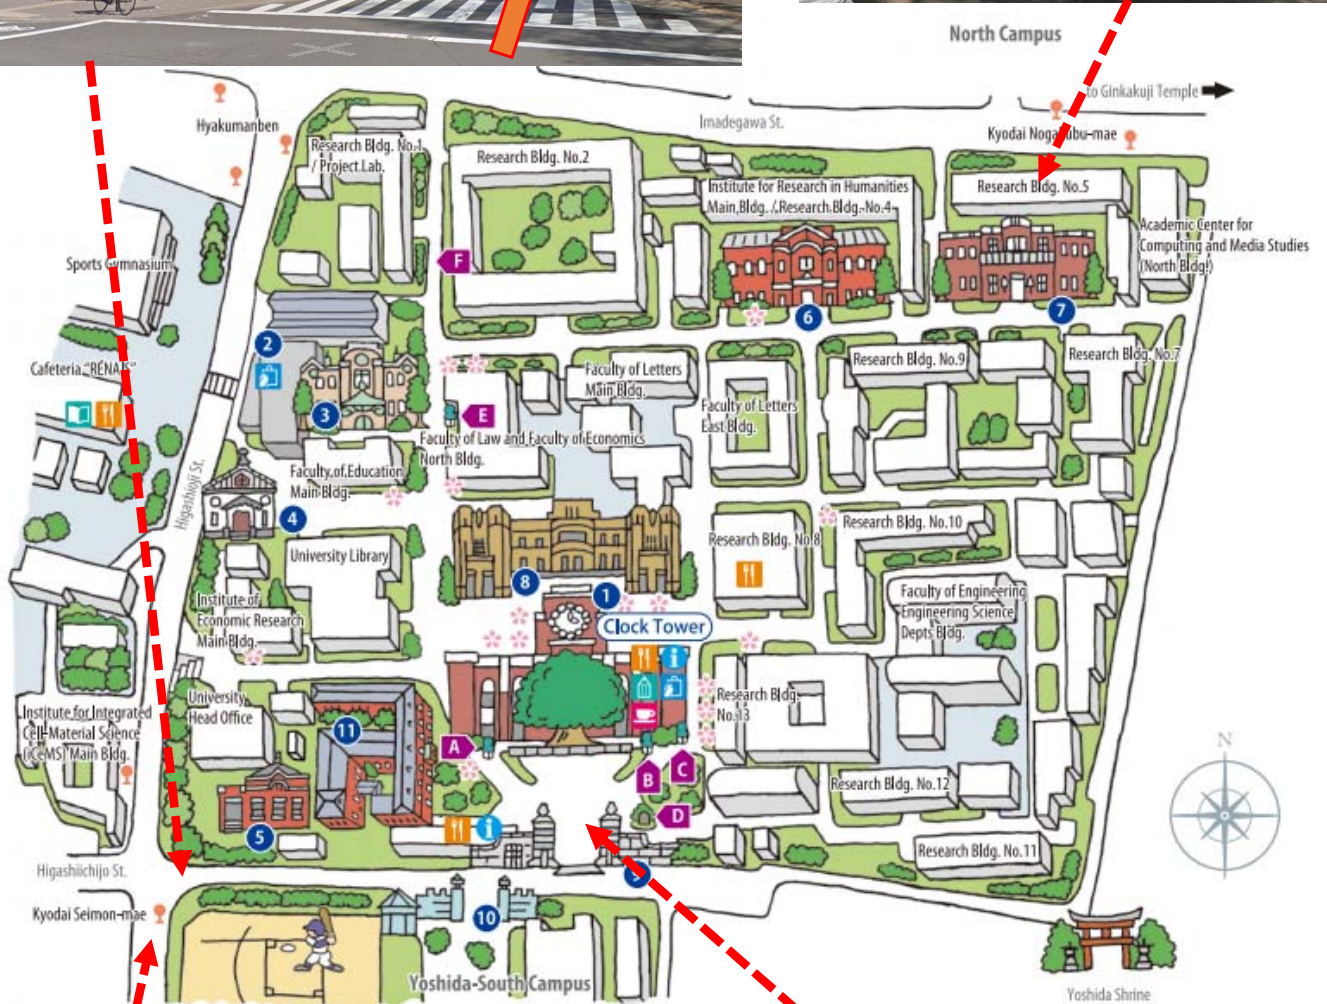 North Campus
to Ginkakuji Temple
Imadegawa St.
Hyakumanben
Kyodai Nogakubu-mae
Research Bldg. No.1
/ Project Lab.
Research Bldg. No.2
Institute for Research in Humanities
Main Bldg. / Research Bldg. No.4
Research Bldg. No.5
Academic Center for
Computing and Media Studies
(North Bldg.)
Sports Gymnasium
F
6
7
2
Cafeteria "RENAIS"
3
E
Faculty of Letters
Main Bldg.
Research Bldg. No.9
Research Bldg. No.7
Faculty of Letters
East Bldg.
Faculty of Law and Faculty of Economics
North Bldg.
Faculty of Education
Main Bldg.
Higashioji St.
4
University Library
Research Bldg. No.8
Research Bldg. No.10
8
1
Clock Tower
Institute of
Economic Research
Main Bldg.
Faculty of Engineering
Engineering Science
Depts Bldg.
i
University
Head Office
Research Bldg.
No.13
Institute for Integrated
Cell-Material Science
(iCeMS) Main Bldg.
11
A
B
C
D
N
Research Bldg. No.12
5
i
Research Bldg. No.11
Higashiichijo St.
9
Kyodai Seimon-mae
10
Yoshida-South Campus
Yoshida Shrine